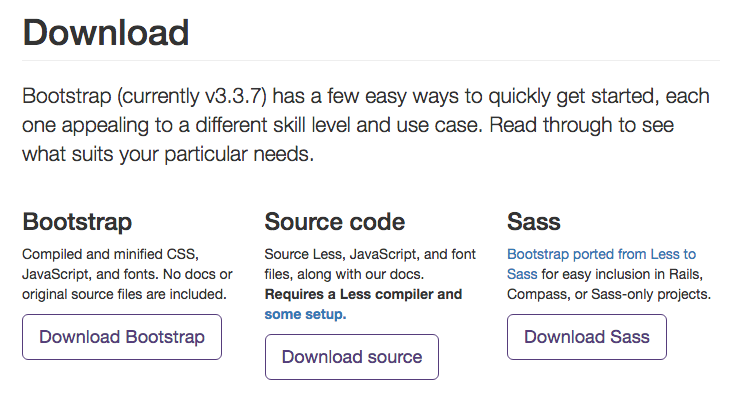 Download
Bootstrap (currently v3.3.7) has a few easy ways to quickly get started, each
one appealing to a different skill level and use case. Read through to see
what suits your particular needs.
Bootstrap
Compiled and minified CSS,
JavaScript, and fonts. No docs or
original source files are included.
Download Bootstrap
Source code
Source Less, JavaScript, and font
files, along with our docs.
Requires a Less compiler and
some setup.
Download source
Sass
Bootstrap ported from Less to
Sass for easy inclusion in Rails,
Compass, or Sass-only projects.
Download Sass